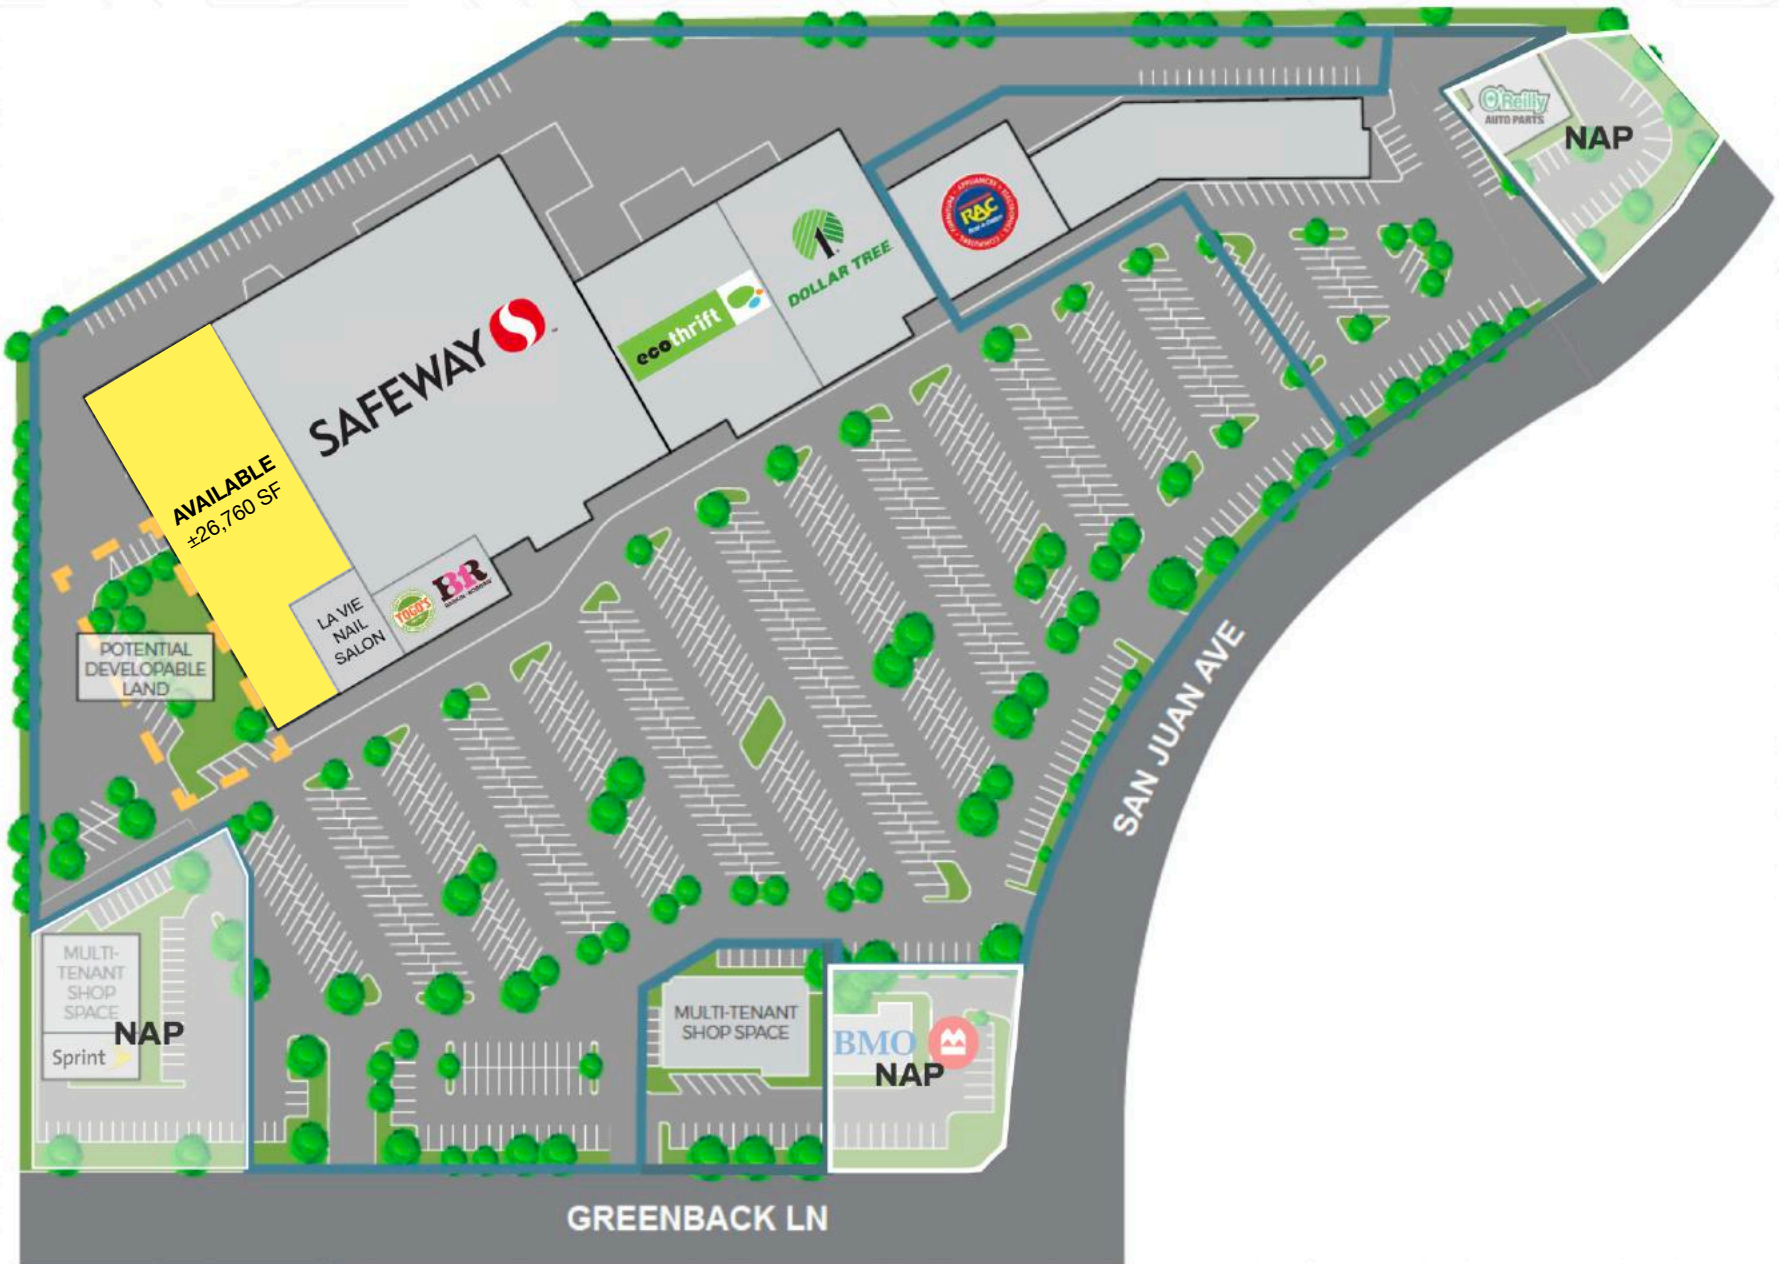 O'Reilly
AUTO PARTS
NAP
RAC
DOLLAR TREE
ecothrift
SAFEWAY
AVAILABLE
±26,760 SF
LA VIE
NAIL
SALON
TOGO'S
BR
POTENTIAL
DEVELOPABLE
LAND
SAN JUAN AVE
MULTI-
TENANT
SHOP
SPACE
NAP
Sprint
MULTI-TENANT
SHOP SPACE
BMO
NAP
GREENBACK LN